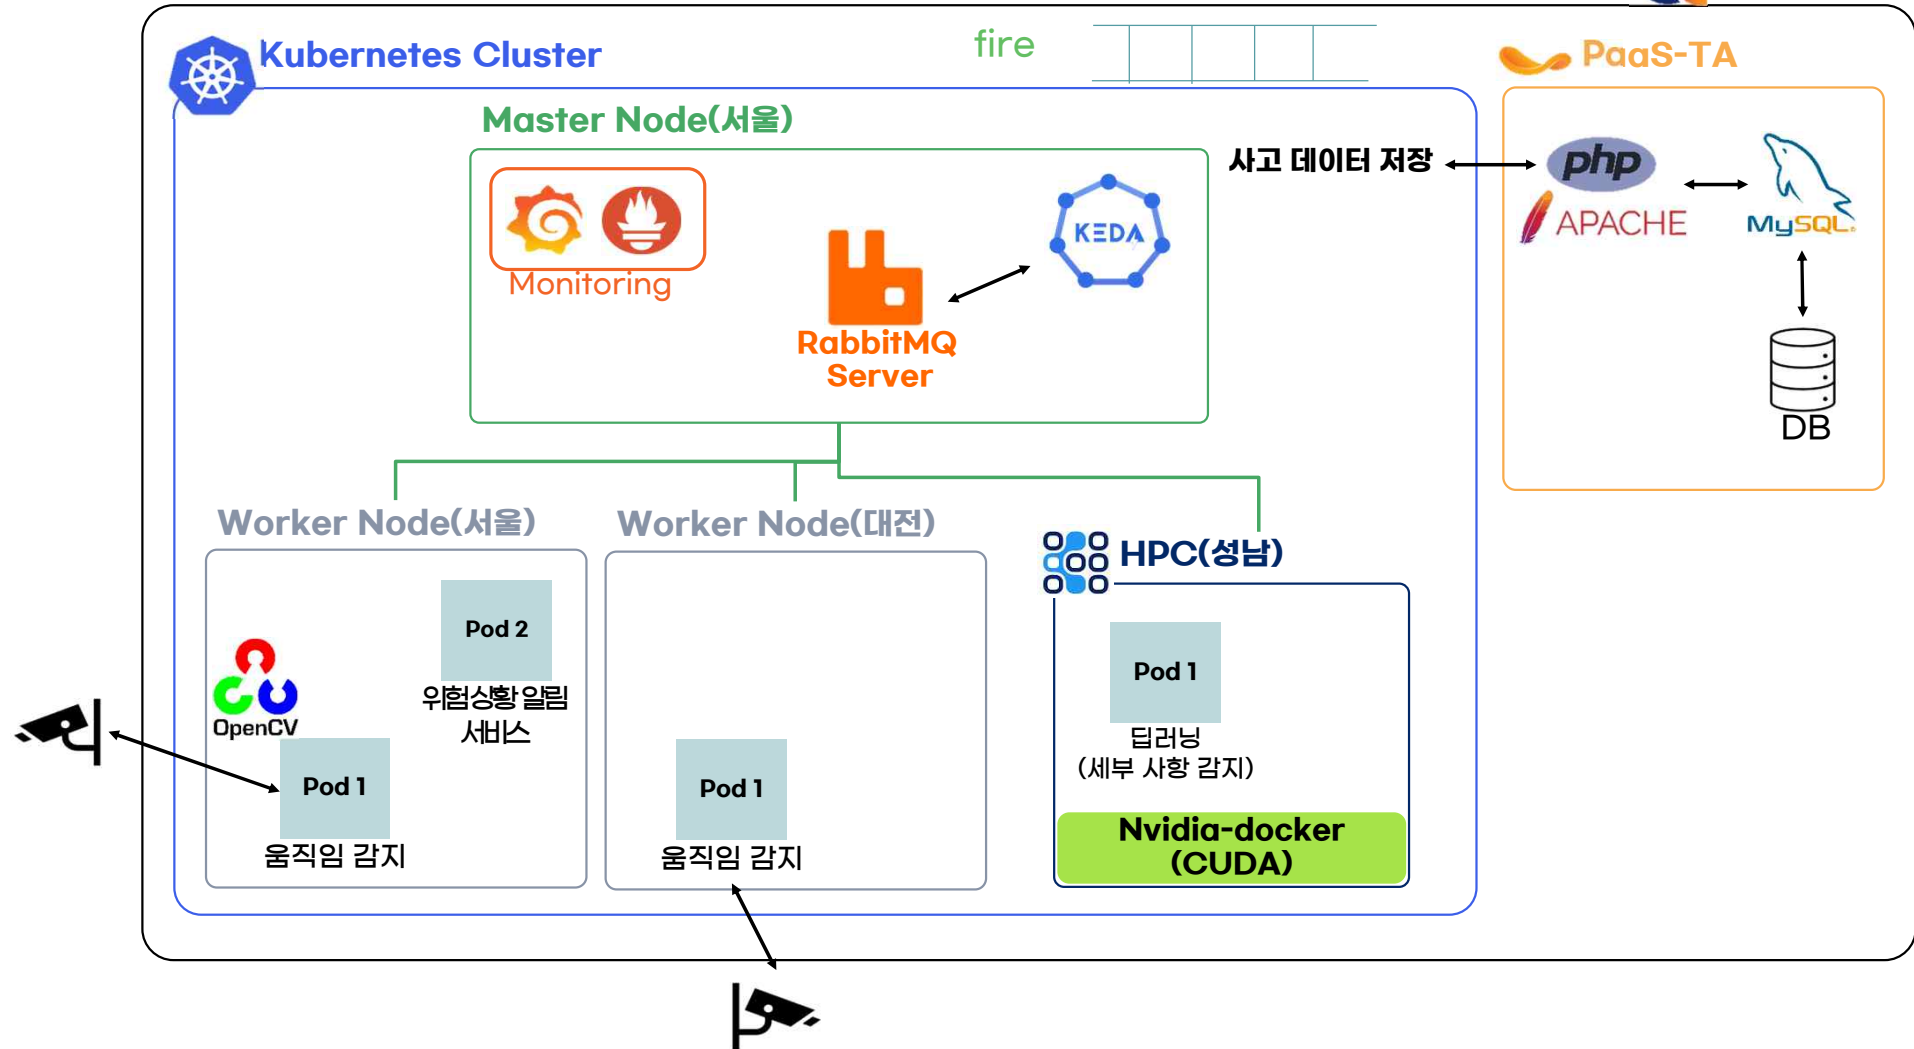 Kubernetes Cluster
fire
PaaS-TA
Master Node(서울)
Monitoring
RabbitMQ
Server
KEDA
사고 데이터 저장
php
APACHE
MySQL
DB
Worker Node(서울)
OpenCV
Pod 2
위험상황 알림
서비스
Pod 1
움직임 감지
Worker Node(대전)
Pod 1
움직임 감지
HPC(성남)
Pod 1
딥러닝
(세부 사항 감지)
Nvidia-docker
(CUDA)